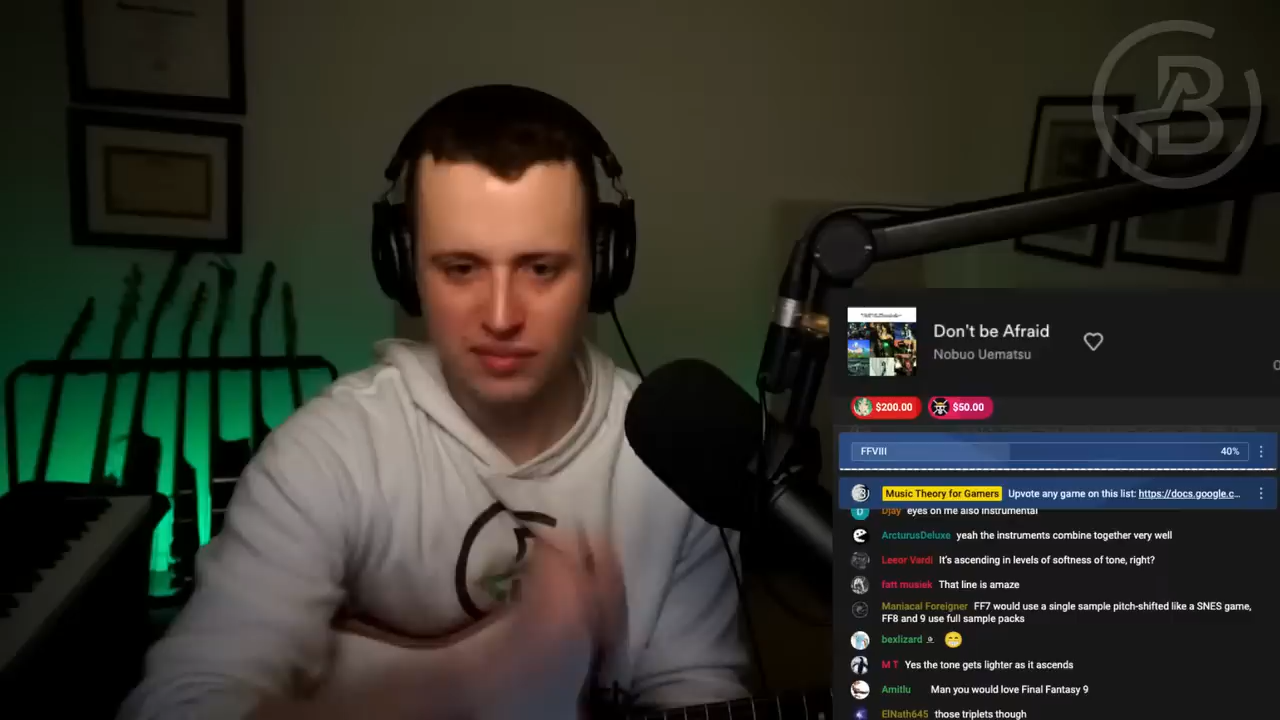 Don't be Afraid
Nobuo Uematsu
$200.00 $50.00
FFVIII 40%
Music Theory for Gamers Upvote any game on this list: https://docs.google.c...
Djay eyes on me also instrumental
ArcturusDeluxe yeah the instruments combine together very well
Leeor Vardi It's ascending in levels of softness of tone, right?
fatt musiek That line is amaze
Maniacal Foreigner FF7 would use a single sample pitch-shifted like a SNES game,
FF8 and 9 use full sample packs
bexlizard 😁
M T Yes the tone gets lighter as it ascends
Amitlu Man you would love Final Fantasy 9
ElNath645 those triplets though